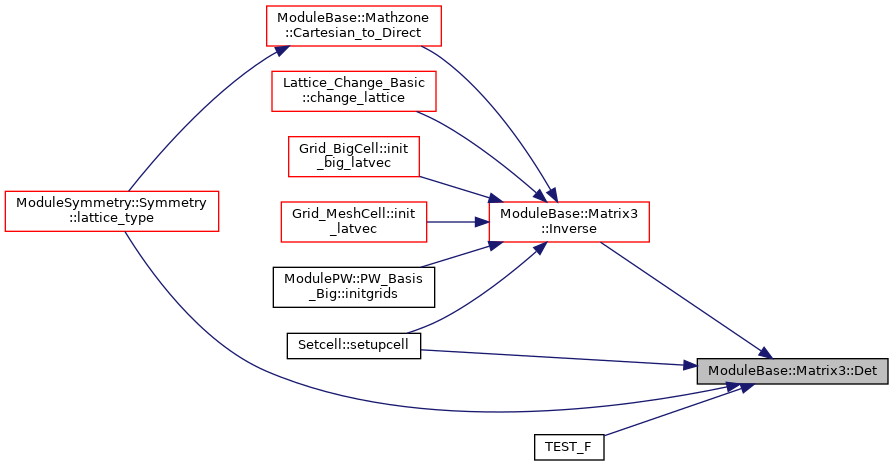 ModuleBase::Mathzone
::Cartesian_to_Direct
Lattice_Change_Basic
::change_lattice
Grid_BigCell::init
_big_latvec
ModuleSymmetry::Symmetry
::lattice_type
Grid_MeshCell::init
_latvec
ModuleBase::Matrix3
::Inverse
ModulePW::PW_Basis
_Big::initgrids
Setcell::setupcell
ModuleBase::Matrix3::Det
TEST_F